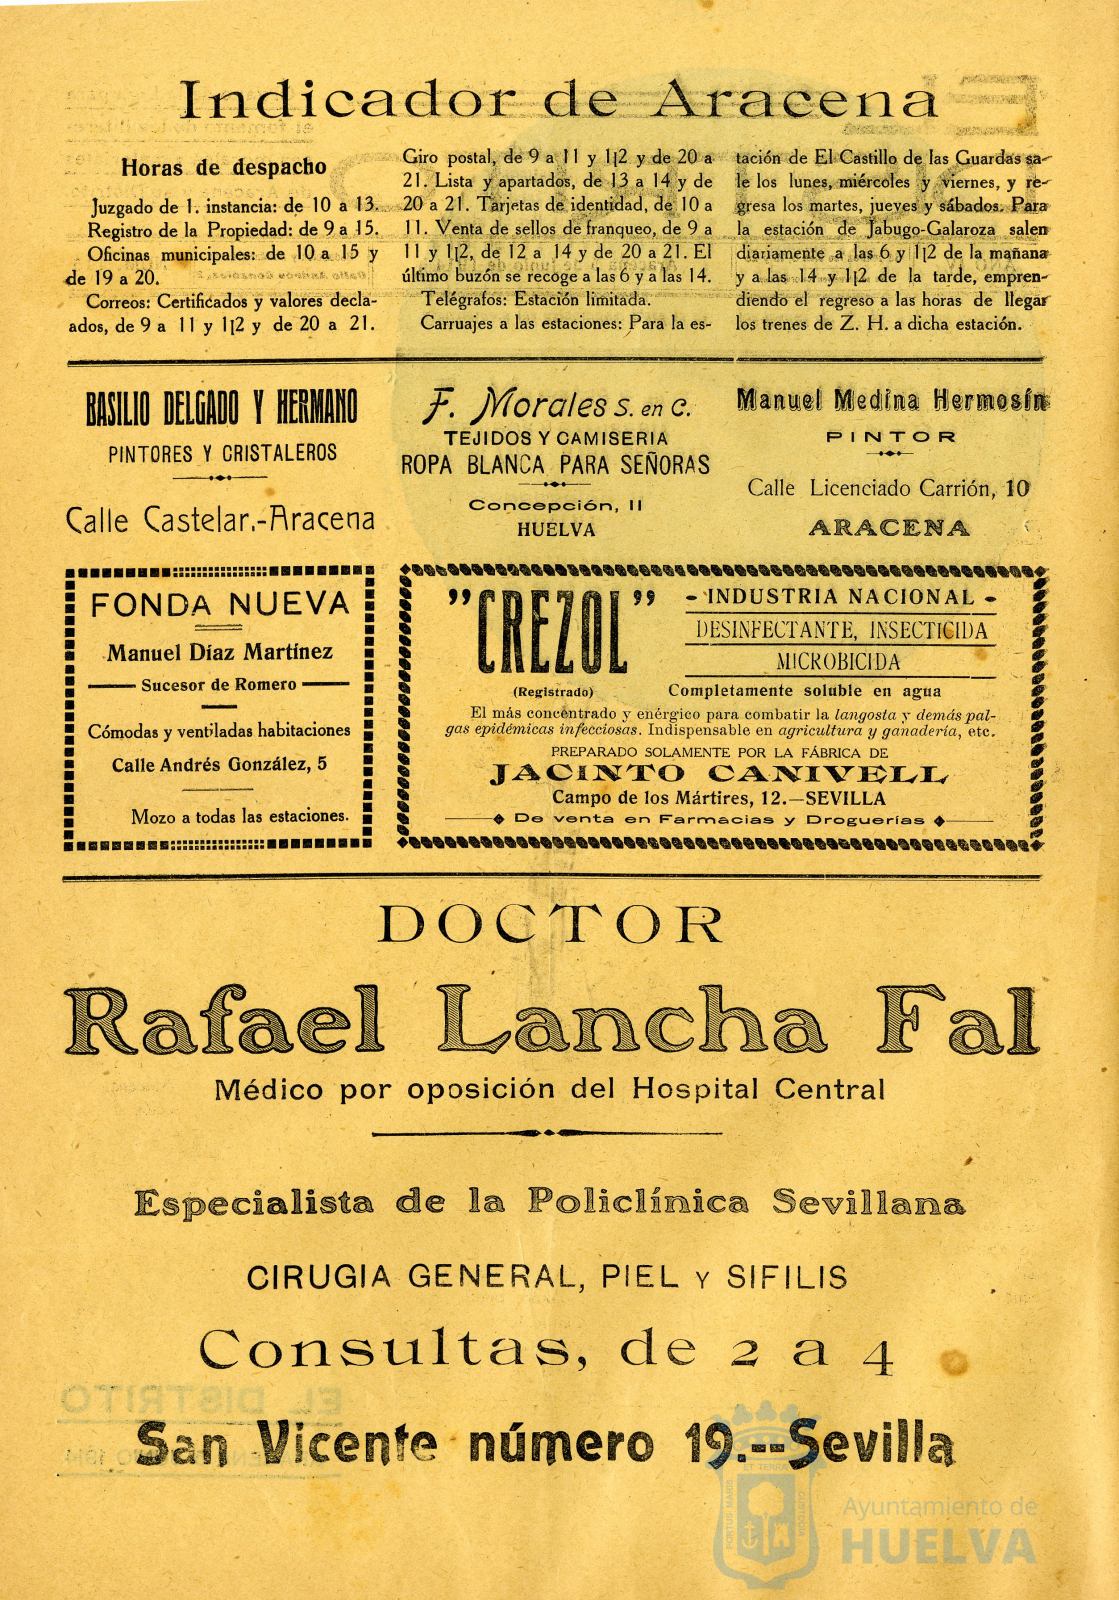 Indicador de Aracena
Horas de despacho
Juzgado de 1. instancia: de 10 a 13.
Registro de la Propiedad: de 9 a 15.
Oficinas municipales: de 10 a 15 y
de 19 a 20.
Correos: Certificados y valores decla-
ados, de 9 a 11 y 1¡2 y de 20 a 21.
Giro postal, de 9 a 11 y 1¡2 y de 20 a
21. Lista y apartados, de 13 a 14 y de
20 a 21. Tarjetas de identidad, de 10 a
11. Venta de sellos de franqueo, de 9 a
11 y 1¡2, de 12 a 14 y de 20 a 21. El
último buzón se recoge a las 6 y a las 14.
Telégrafos: Estación limitada.
Carruajes a las estaciones: Para la es-
tación de El Castillo de las Guardas sa-
le los lunes, miércoles y viernes, y re-
gresa los martes, jueves y sábados. Para
la estación de Jabugo-Galaroza salen
diariamente a las 6 y 1¡2 de la mañana
y a las 14 y 1¡2 de la tarde, empren-
diendo el regreso a las horas de llegar
los trenes de Z. H. a dicha estación.
BASILIO DELGADO Y HERMANO
PINTORES Y CRISTALEROS
Calle Castelar.-Aracena
F. Morales S. en C.
TEJIDOS Y CAMISERIA
ROPA BLANCA PARA SEÑORAS
Concepción, 11
HUELVA
Manuel Medina Hermosín
PINTOR
Calle Licenciado Carrión, 10
ARACENA
FONDA NUEVA
Manuel Díaz Martínez
Sucesor de Romero
Cómodas y ventiladas habitaciones
Calle Andrés González, 5
Mozo a todas las estaciones.
"CREZOL"
(Registrado)
- INDUSTRIA NACIONAL -
DESINFECTANTE, INSECTICIDA
MICROBICIDA
Completamente soluble en agua
El más concentrado y enérgico para combatir la langosta y demás pal-
gas epidémicas infecciosas. Indispensable en agricultura y ganadería, etc.
PREPARADO SOLAMENTE POR LA FÁBRICA DE
JACINTO CANIVELL
Campo de los Mártires, 12.—SEVILLA
De venta en Farmacias y Droguerías
DOCTOR
Rafael Lancha Fal
Médico por oposición del Hospital Central
Especialista de la Policlínica Sevillana
CIRUGIA GENERAL, PIEL Y SIFILIS
Consultas, de 2 a 4
San Vicente número 19.--Sevilla
Ayuntamiento de
HUELVA